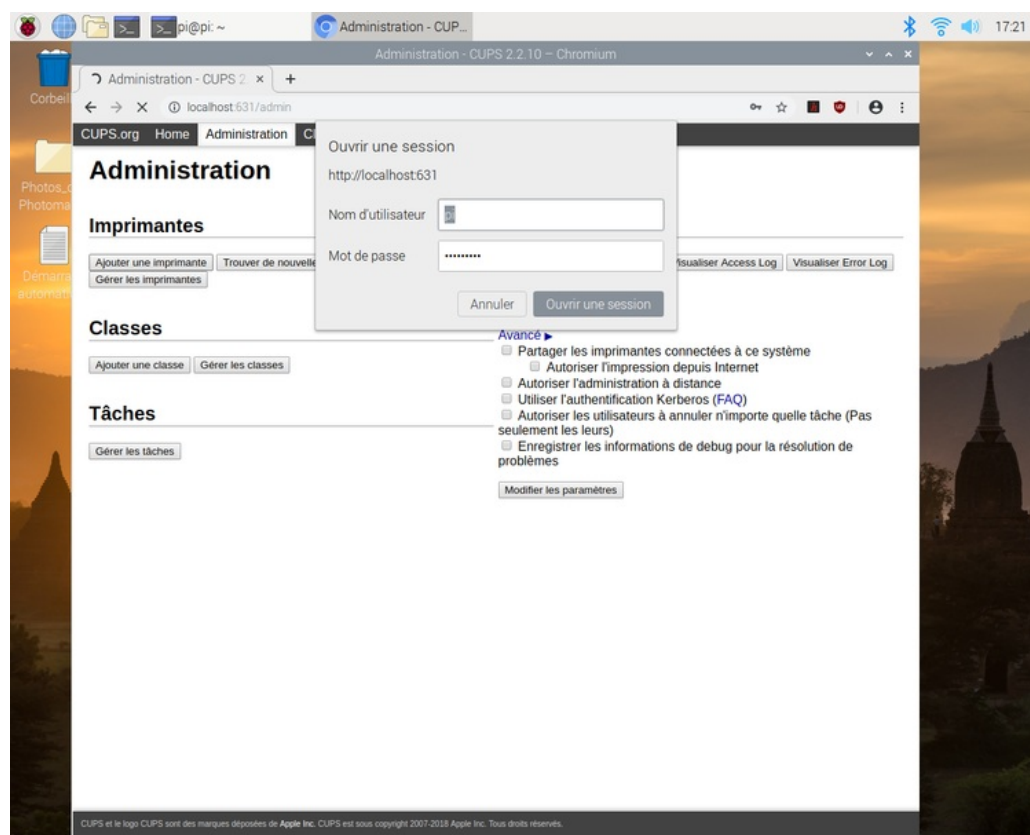 pi@pi: ~
Administration - CUP...
17:21
Administration - CUPS 2.2.10 – Chromium
Administration - CUPS 2.
localhost:631/admin
CUPS.org Home Administration
Corbeil
Administration
Ouvrir une session
http://localhost:631
Nom d'utilisateur
Mot de passe •••••••••
Annuler Ouvrir une session
Imprimantes
Ajouter une imprimante Trouver de nouvelle
Visualiser Access Log Visualiser Error Log
Gérer les imprimantes
Photos_
Photoma
Démarra
automati
Classes
Ajouter une classe Gérer les classes
Tâches
Gérer les tâches
Avancé ▶
Partager les imprimantes connectées à ce système
Autoriser l'impression depuis Internet
Autoriser l'administration à distance
Utiliser l'authentification Kerberos (FAQ)
Autoriser les utilisateurs à annuler n'importe quelle tâche (Pas
seulement les leurs)
Enregistrer les informations de debug pour la résolution de
problèmes
Modifier les paramètres
CUPS et le logo CUPS sont des marques déposées de Apple Inc. CUPS est sous copyright 2007-2018 Apple Inc. Tous droits réservés.